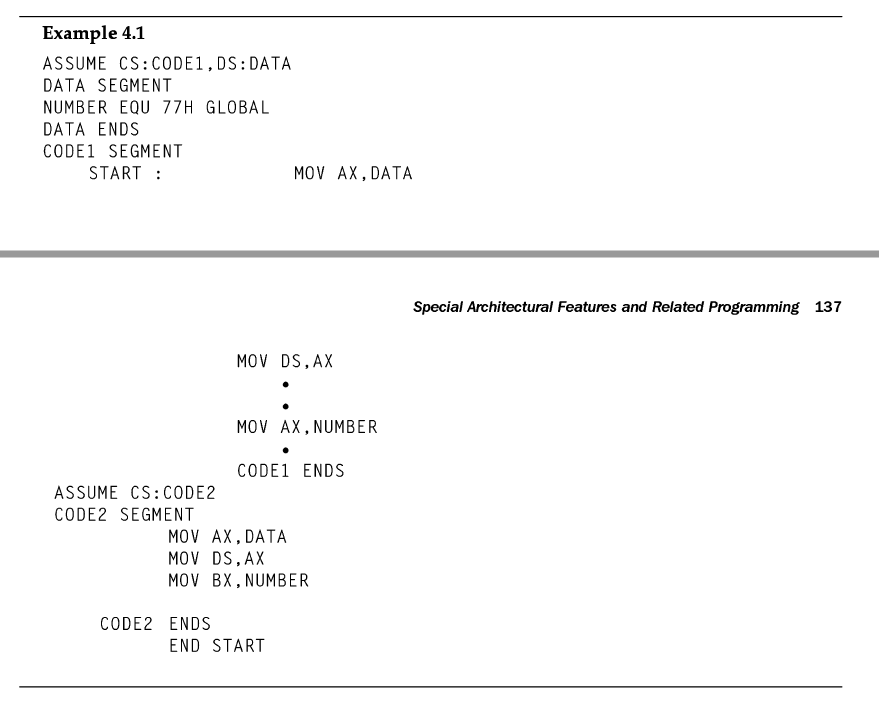 Example 4.1
ASSUME CS:CODE1,DS:DATA
DATA SEGMENT
NUMBER EQU 77H GLOBAL
DATA ENDS
CODE1 SEGMENT
START : MOV AX,DATA
Special Architectural Features and Related Programming 137
MOV DS,AX
•
•
MOV AX,NUMBER
•
CODE1 ENDS
ASSUME CS:CODE2
CODE2 SEGMENT
MOV AX,DATA
MOV DS,AX
MOV BX,NUMBER
CODE2 ENDS
END START